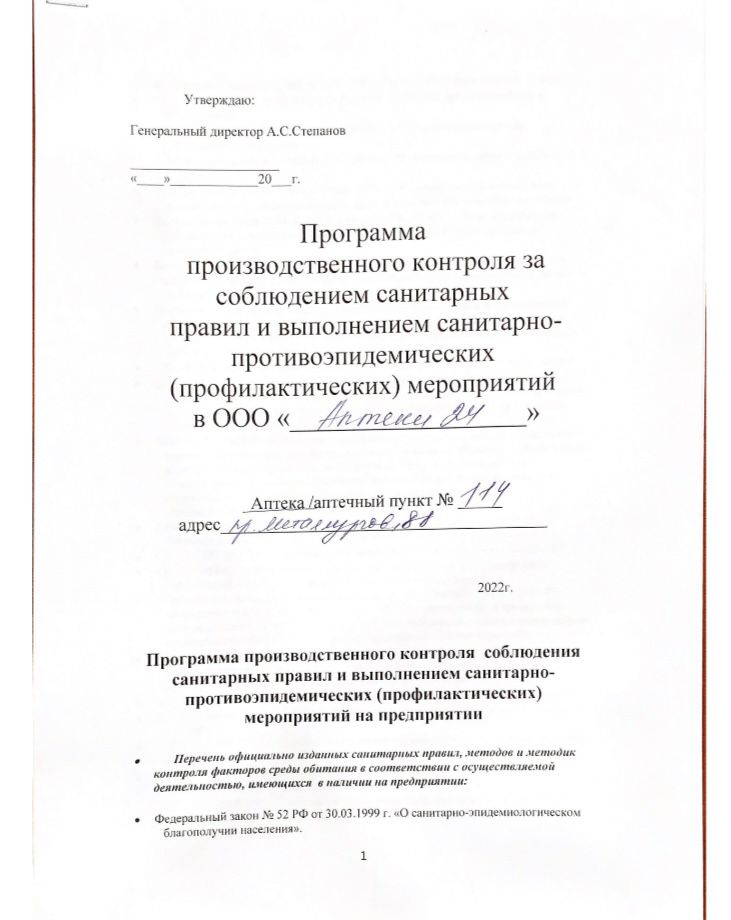 Утверждаю:
Генеральный директор А.С.Степанов
«____»_____________20___г.
Программа
производственного контроля за
соблюдением санитарных
правил и выполнением санитарно-
противоэпидемических
(профилактических) мероприятий
в ООО «Аптеки 24»
Аптека /аптечный пункт № 114
адрес пр. Металлургов, 88
2022г.
Программа производственного контроля соблюдения
санитарных правил и выполнением санитарно-
противоэпидемических (профилактических)
мероприятий на предприятии
• Перечень официально изданных санитарных правил, методов и методик
контроля факторов среды обитания в соответствии с осуществляемой
деятельностью, имеющихся в наличии на предприятии:
• Федеральный закон № 52 РФ от 30.03.1999 г. «О санитарно-эпидемиологическом
благополучии населения».
1